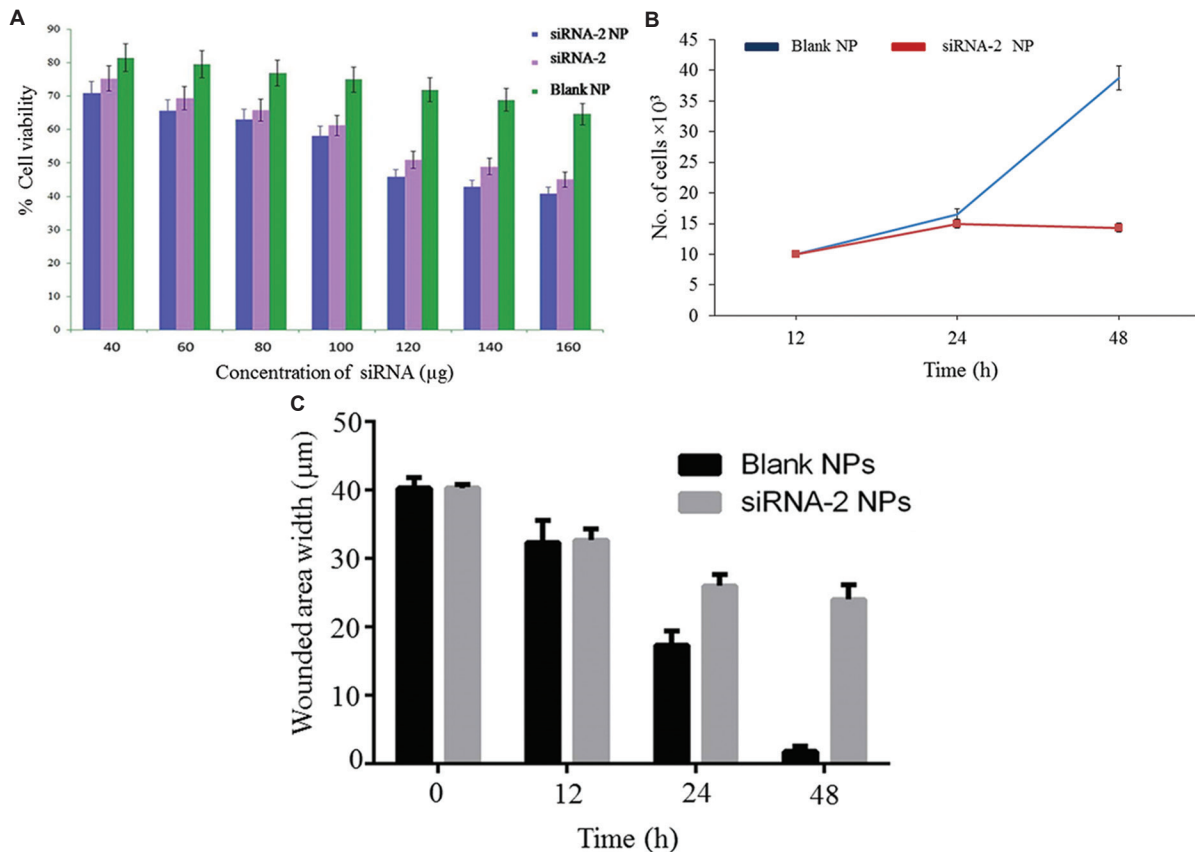 A
siRNA-2 NP
siRNA-2
Blank NP
90
80
70
60
50
40
30
20
10
0
% Cell viability
40 60 80 100 120 140 160
Concentration of siRNA (µg)
B
Blank NP siRNA-2 NP
45
40
35
30
25
20
15
10
5
0
No. of cells ×10³
12 24 48
Time (h)
C
Blank NPs
siRNA-2 NPs
50
40
30
20
10
0
Wounded area width (µm)
0 12 24 48
Time (h)